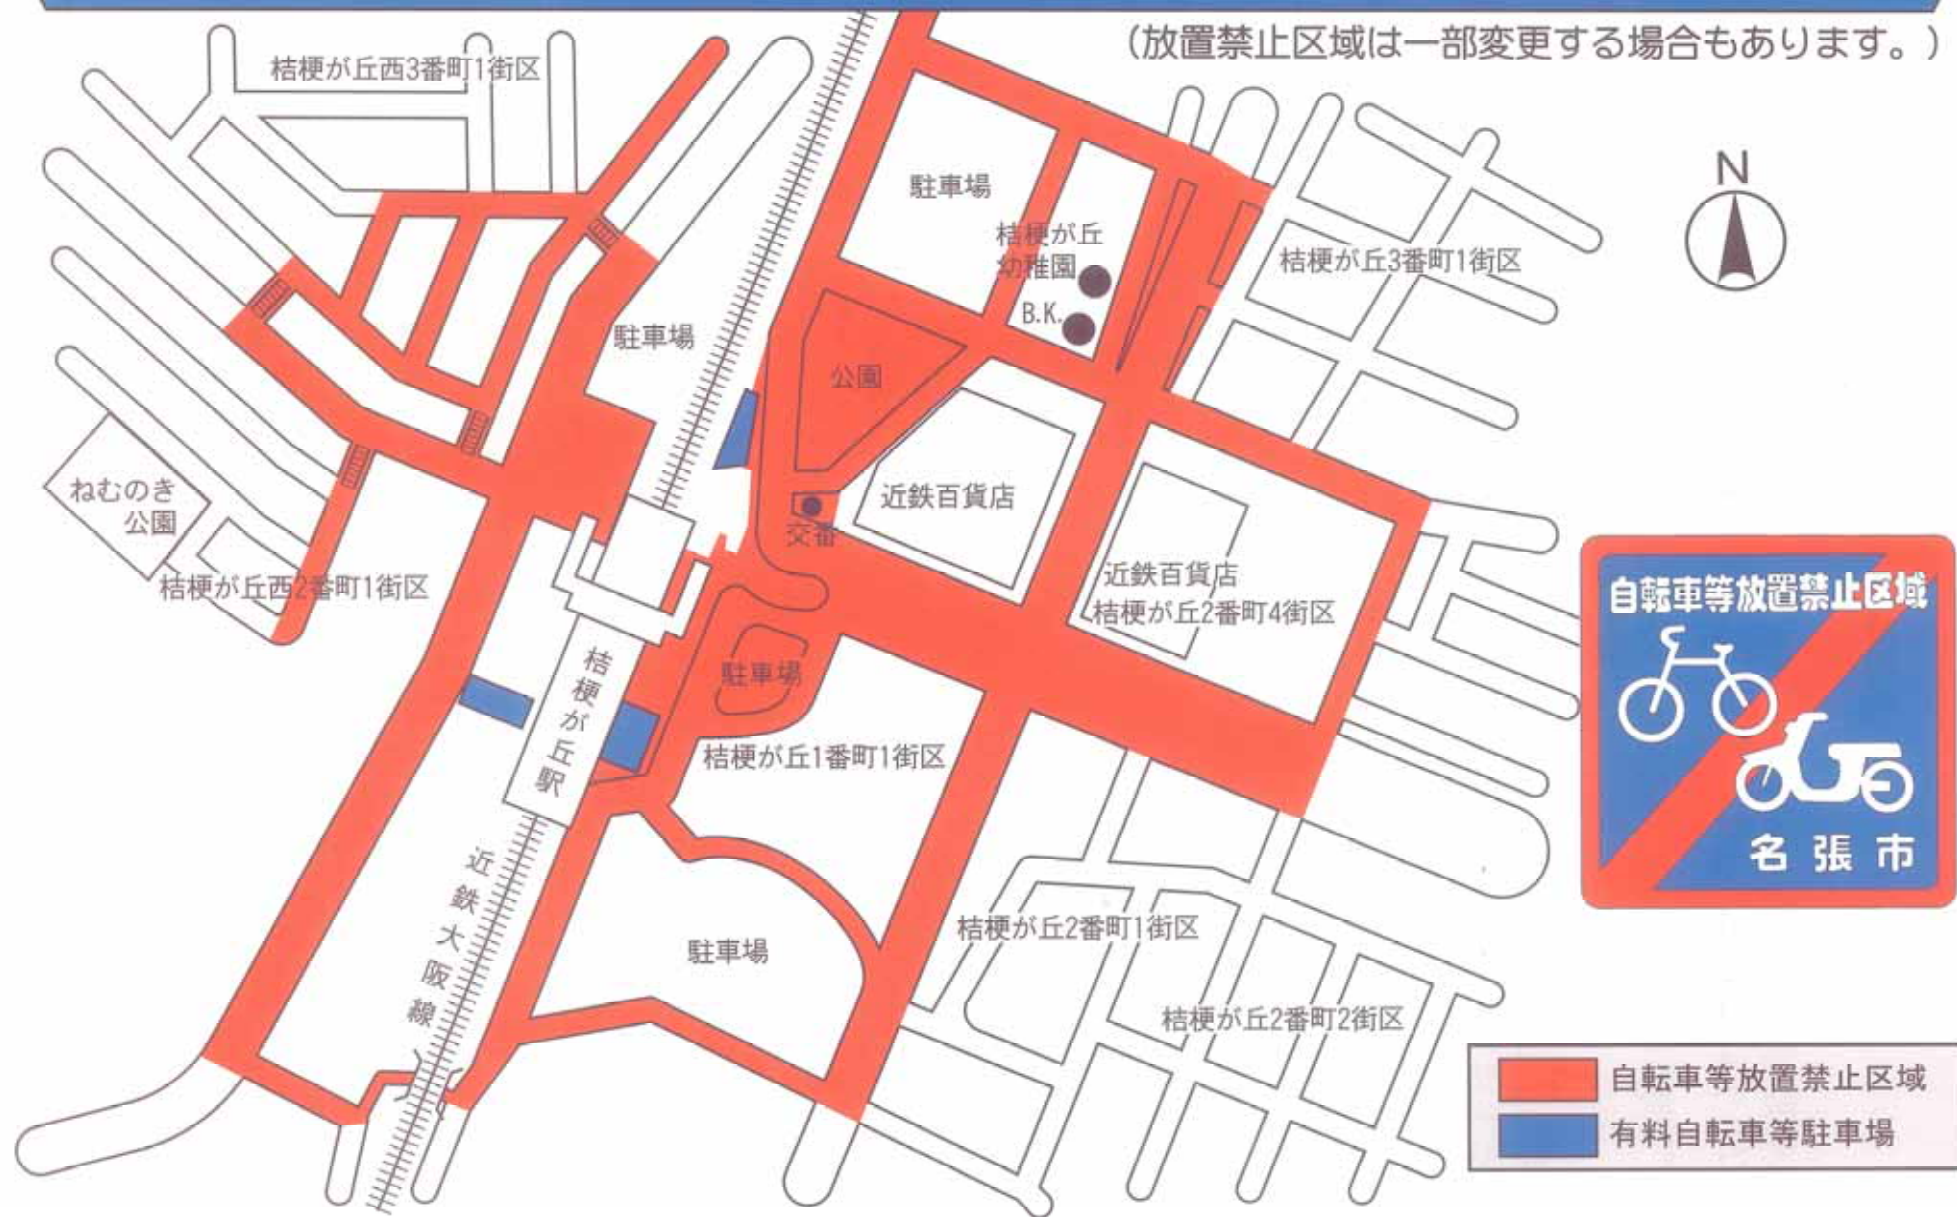 (放置禁止区域は一部変更する場合もあります。)
桔梗が丘西3番町1街区
N
駐車場
桔梗が丘
幼稚園
B.K.
桔梗が丘3番町1街区
駐車場
公園
ねむのき
公園
近鉄百貨店
交番
桔梗が丘西2番町1街区
近鉄百貨店
桔梗が丘2番町4街区
自転車等放置禁止区域
名張市
桔梗が丘駅
駐車場
桔梗が丘1番町1街区
近鉄大阪線
駐車場
桔梗が丘2番町1街区
桔梗が丘2番町2街区
自転車等放置禁止区域
有料自転車等駐車場